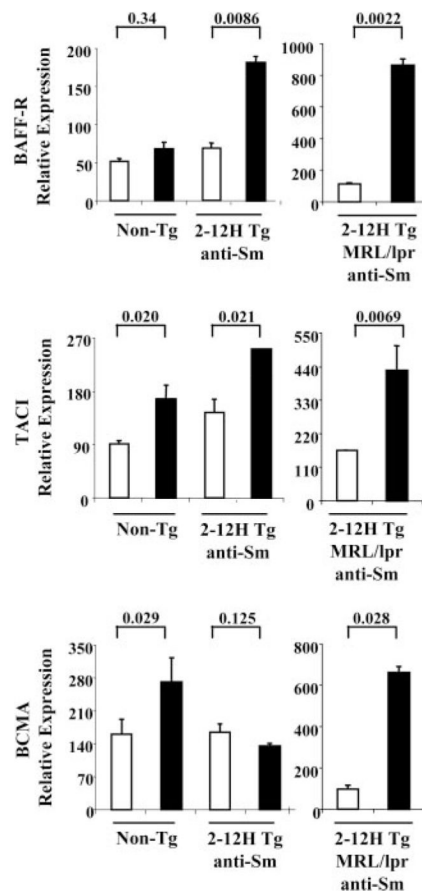 0.34
0.0086
0.0022
BAFF-R
Relative Expression
200
150
100
50
0
1000
800
600
400
200
0
Non-Tg
2-12H Tg
anti-Sm
2-12H Tg
MRL/lpr
anti-Sm
0.020
0.021
0.0069
TACI
Relative Expression
270
180
90
0
550
440
330
220
110
0
Non-Tg
2-12H Tg
anti-Sm
2-12H Tg
MRL/lpr
anti-Sm
0.029
0.125
0.028
BCMA
Relative Expression
350
280
210
140
70
0
800
600
400
200
0
Non-Tg
2-12H Tg
anti-Sm
2-12H Tg
MRL/lpr
anti-Sm